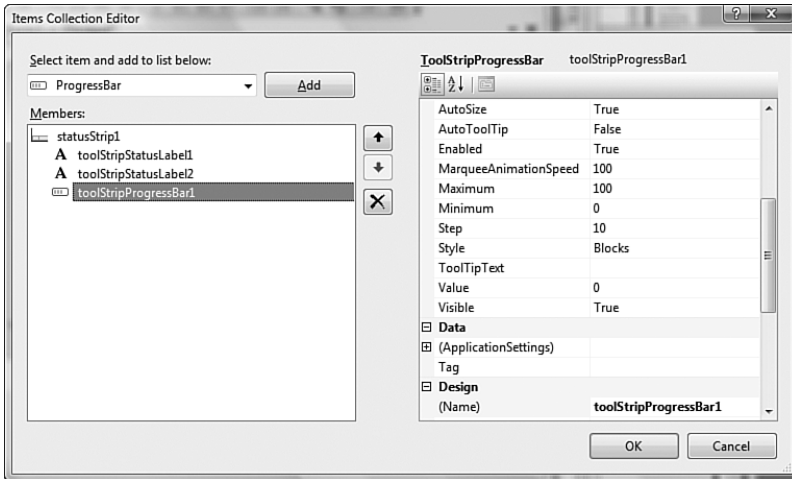 Items Collection Editor
Select item and add to list below:
ProgressBar
Add
Members:
statusStrip1
A toolStripStatusLabel1
A toolStripStatusLabel2
toolStripProgressBar1
ToolStripProgressBar toolStripProgressBar1
AutoSize True
AutoToolTip False
Enabled True
MarqueeAnimationSpeed 100
Maximum 100
Minimum 0
Step 10
Style Blocks
ToolTipText
Value 0
Visible True
Data
(ApplicationSettings)
Tag
Design
(Name) toolStripProgressBar1
OK Cancel